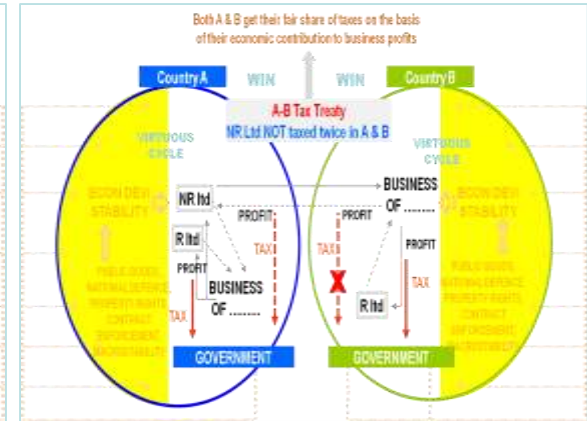 Both A & B get their fair share of taxes on the basis
of their economic contribution to business profits
Country A
WIN
WIN
Country B
A-B Tax Treaty
NR Ltd NOT taxed twice in A & B
VIRTUOUS
CYCLE
VIRTUOUS
CYCLE
ECON DEV/
STABILITY
NR ltd
R ltd
PROFIT
TAX
PROFIT
TAX
BUSINESS
OF ........
PUBLIC GOODS,
NATIONAL DEFENCE,
PROPERTY RIGHTS,
CONTRACT
ENFORCEMENT,
MACROSTABILITY
GOVERNMENT
BUSINESS
OF ........
PROFIT
TAX
X
PROFIT
TAX
R ltd
ECON DEV/
STABILITY
PUBLIC GOODS,
NATIONAL DEFENCE,
PROPERTY RIGHTS,
CONTRACT
ENFORCEMENT,
MACROSTABILITY
GOVERNMENT